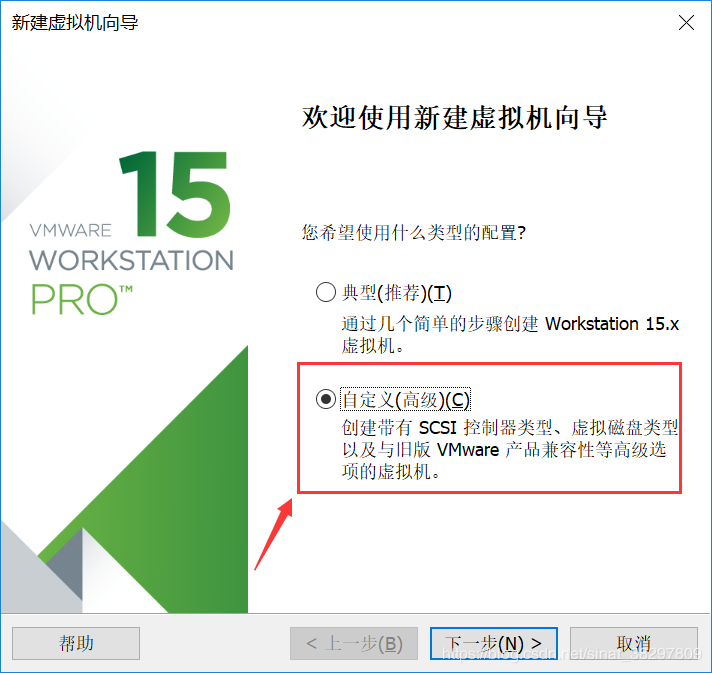 新建虚拟机向导
欢迎使用新建虚拟机向导
15
VMWARE
WORKSTATION
PRO™
您希望使用什么类型的配置?
典型(推荐)(T)
通过几个简单的步骤创建 Workstation 15.x
虚拟机。
自定义(高级)(C)
创建带有 SCSI 控制器类型、虚拟磁盘类型
以及与旧版 VMware 产品兼容性等高级选
项的虚拟机。
帮助
< 上一步(B)
下一步(N) >
取消
https://blog.csdn.net/sinat_38297809